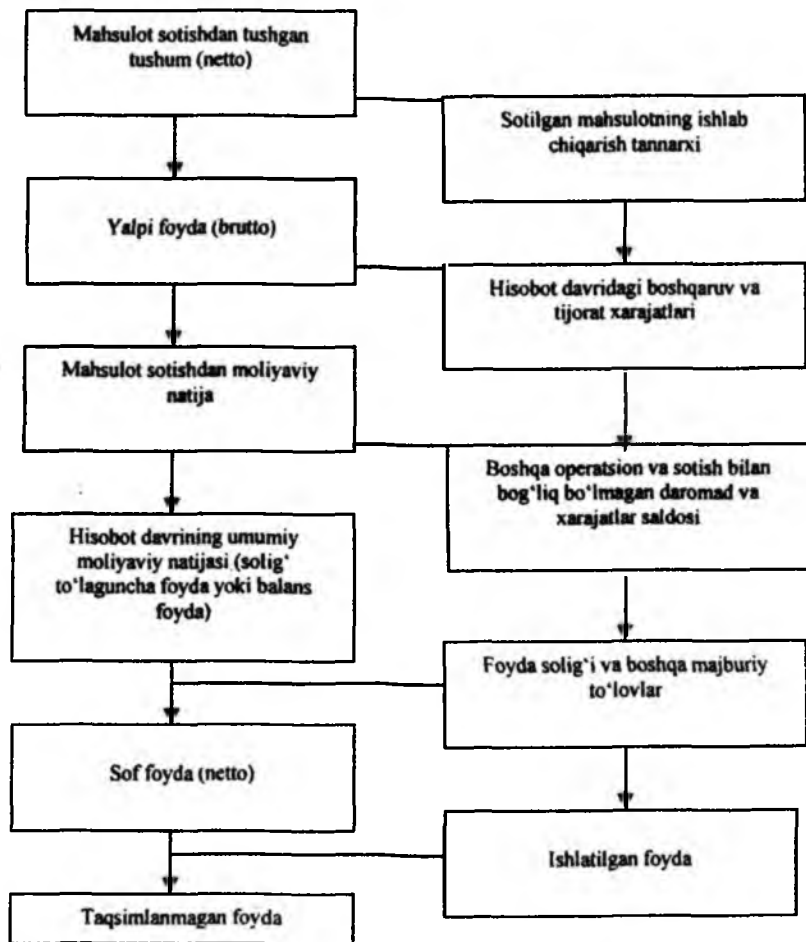 Mahsulot sotishdan tushgan
tushum (netto)
Sotilgan mahsulotning ishlab
chiqarish tannarxi
Yalpi foyda (brutto)
Hisobot davridagi boshqaruv va
tijorat xarajatlari
Mahsulot sotishdan moliyaviy
natija
Boshqa operatsion va sotish bilan
bog‘liq bo‘lmagan daromad va
xarajatlar saldosi
Hisobot davrining umumiy
moliyaviy natijasi (solig‘
to‘laguncha foyda yoki balans
foyda)
Foyda solig‘i va boshqa majburiy
to‘lovlar
Sof foyda (netto)
Ishlatilgan foyda
Taqsimlanmagan foyda